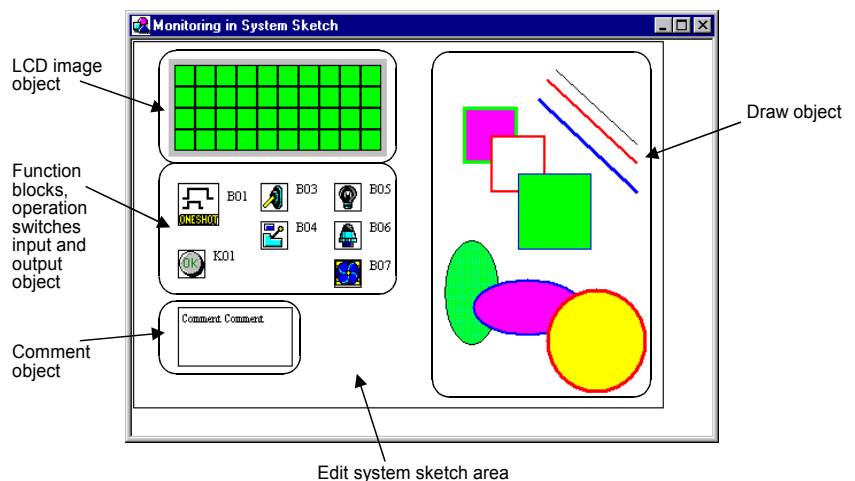 Monitoring in System Sketch
LCD image
object
Draw object
Function
blocks,
operation
switches
input and
output
object
B01
B03
B05
ONESHOT
B04
B06
OK
K01
B07
Comment Comment
Comment
object
Edit system sketch area